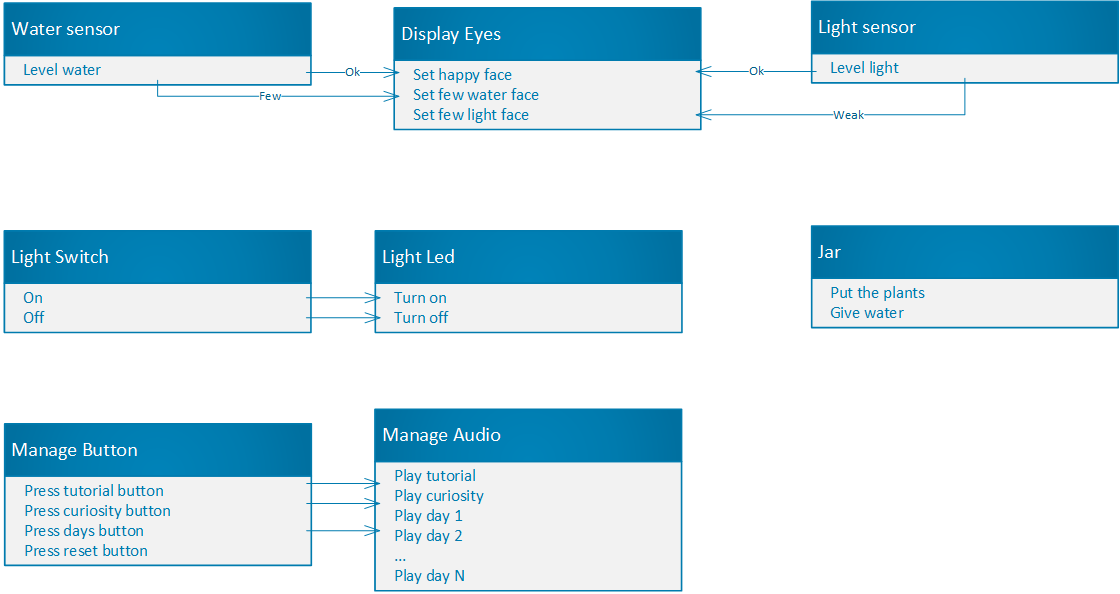 Water sensor
Level water
Ok
Few
Display Eyes
Set happy face
Set few water face
Set few light face
Light sensor
Level light
Ok
Weak
Light Switch
On
Off
Light Led
Turn on
Turn off
Jar
Put the plants
Give water
Manage Button
Press tutorial button
Press curiosity button
Press days button
Press reset button
Manage Audio
Play tutorial
Play curiosity
Play day 1
Play day 2
...
Play day N